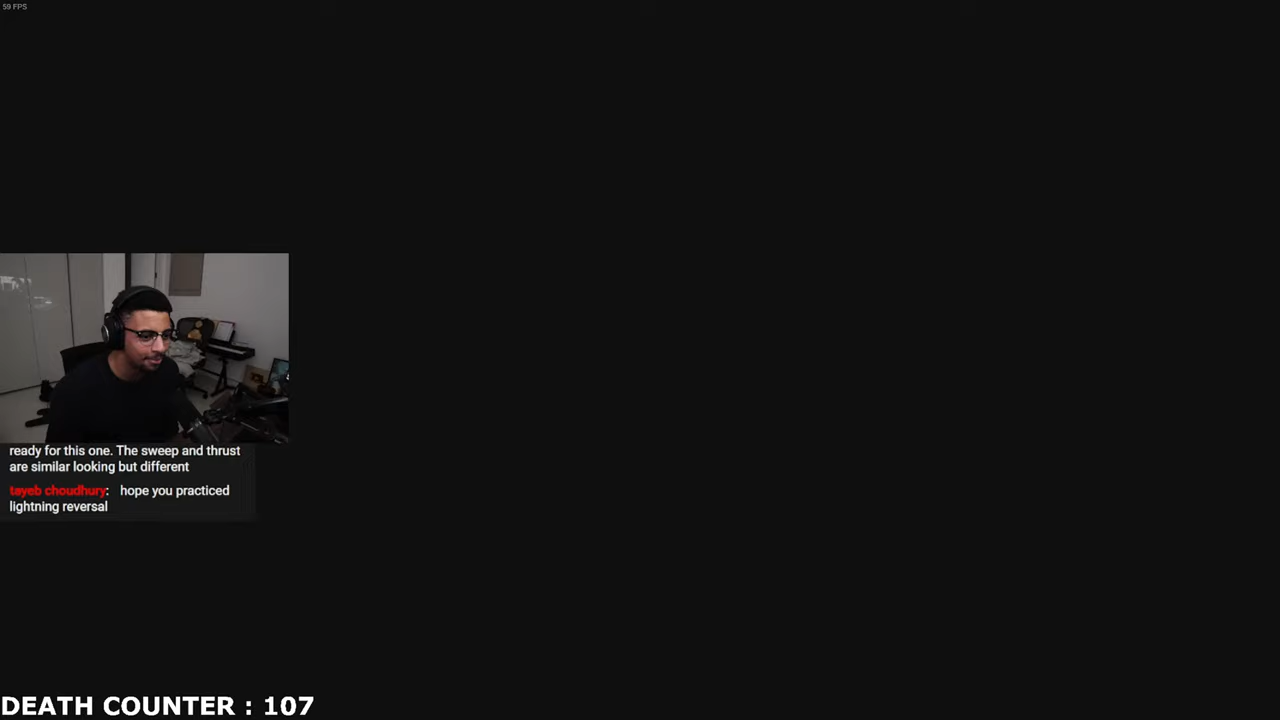 59 FPS
ready for this one. The sweep and thrust
are similar looking but different
tayeb choudhury: hope you practiced
lightning reversal
DEATH COUNTER : 107